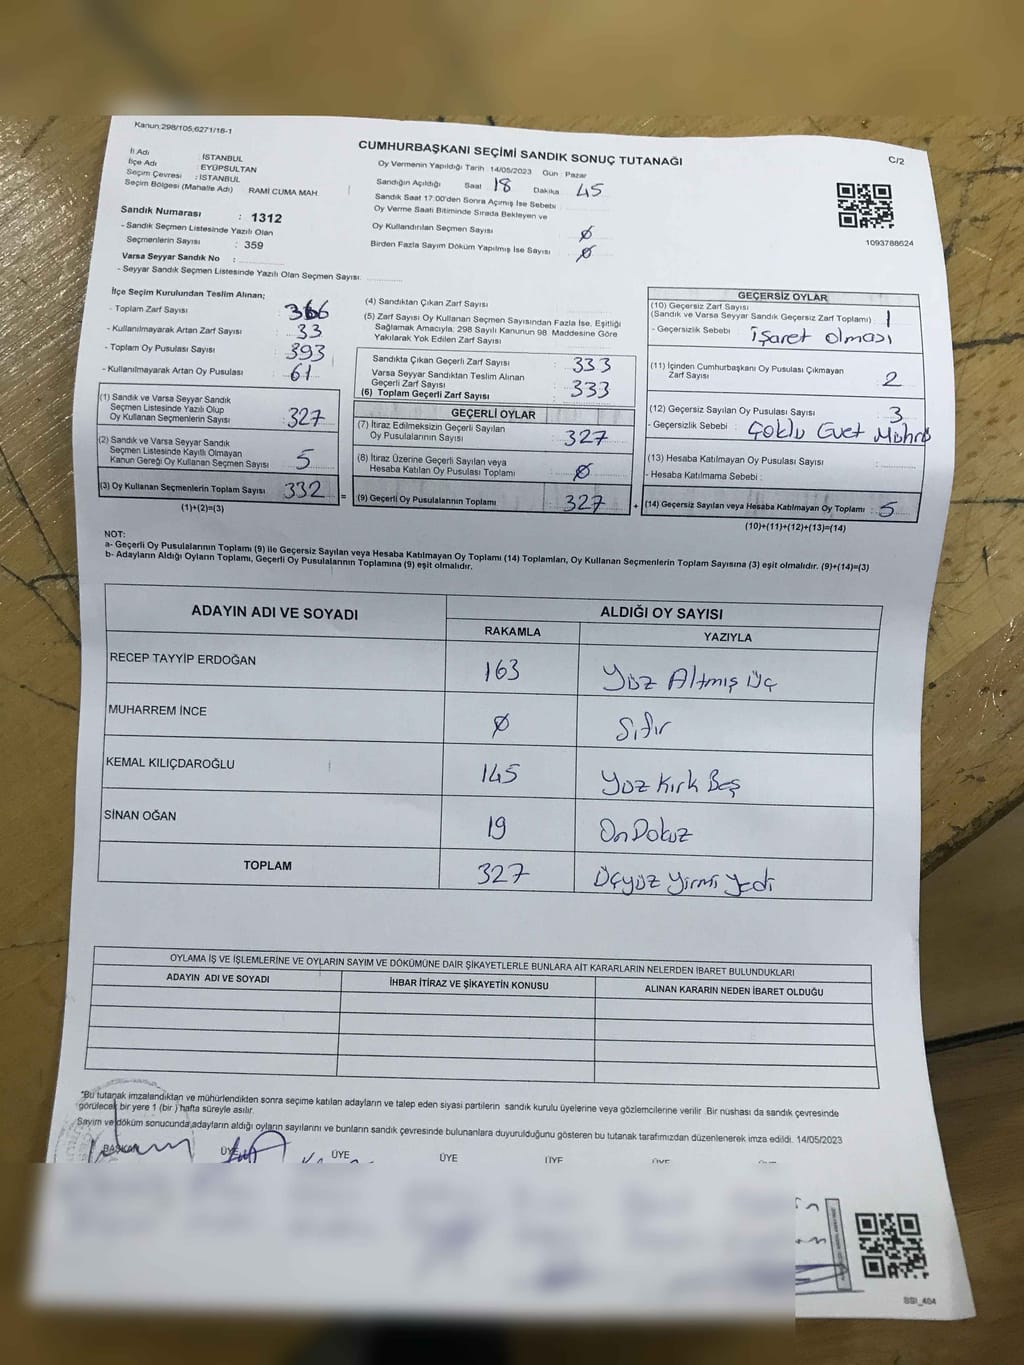 Kanun:298/105;6271/16-1
CUMHURBAŞKANI SEÇİMİ SANDIK SONUÇ TUTANAĞI
C/2
İl Adı : İSTANBUL
İlçe Adı EYÜPSULTAN
Seçim Çevresi : İSTANBUL
Seçim Bölgesi (Mahalle Adı) RAMİ CUMA MAH.
Oy Vermenin Yapıldığı Tarih 14/05/2023 Gün : Pazar
Sandığın Açıldığı Saat 18 Dakika 45
Sandık Saat 17:00'den Sonra Açılmış İse Sebebi
Oy Verme Saati Bitiminde Sırada Bekleyen ve
Oy Kullandırılan Seçmen Sayısı Ø
Birden Fazla Sayım Döküm Yapılmış İse Sayısı Ø
1093788624
Sandık Numarası : 1312
- Sandık Seçmen Listesinde Yazılı Olan
Seçmenlerin Sayısı : 359
Varsa Seyyar Sandık No :
- Seyyar Sandık Seçmen Listesinde Yazılı Olan Seçmen Sayısı:
İlçe Seçim Kurulundan Teslim Alınan;
- Toplam Zarf Sayısı : 366
- Kullanılmayarak Artan Zarf Sayısı : 33
- Toplam Oy Pusulası Sayısı : 393
- Kullanılmayarak Artan Oy Pusulası : 61
(1) Sandık ve Varsa Seyyar Sandık
Seçmen Listesinde Yazılı Olup
Oy Kullanan Seçmenlerin Sayısı : 327
(2) Sandık ve Varsa Seyyar Sandık
Seçmen Listesinde Kayıtlı Olmayan
Kanun Gereği Oy Kullanan Seçmen Sayısı 5
(3) Oy Kullanan Seçmenlerin Toplam Sayısı 332 =
(1)+(2)=(3)
(4) Sandıktan Çıkan Zarf Sayısı
(5) Zarf Sayısı Oy Kullanan Seçmen Sayısından Fazla İse, Eşitliği
Sağlamak Amacıyla: 298 Sayılı Kanunun 98. Maddesine Göre
Yakılarak Yok Edilen Zarf Sayısı
Sandıkta Çıkan Geçerli Zarf Sayısı : 333
Varsa Seyyar Sandıktan Teslim Alınan
Geçerli Zarf Sayısı : 333
(6) Toplam Geçerli Zarf Sayısı
GEÇERLİ OYLAR
(7) İtiraz Edilmeksizin Geçerli Sayılan
Oy Pusulalarının Sayısı : 327
(8) İtiraz Üzerine Geçerli Sayılan veya
Hesaba Katılan Oy Pusulası Toplamı : Ø
(9) Geçerli Oy Pusulalarının Toplamı : 327 +
GEÇERSİZ OYLAR
(10) Geçersiz Zarf Sayısı
(Sandık ve Varsa Seyyar Sandık Geçersiz Zarf Toplamı) : 1
- Geçersizlik Sebebi : işaret olması
(11) İçinden Cumhurbaşkanı Oy Pusulası Çıkmayan
Zarf Sayısı 2
(12) Geçersiz Sayılan Oy Pusulası Sayısı : 3
- Geçersizlik Sebebi : Çoklu Evet Mührü
(13) Hesaba Katılmayan Oy Pusulası Sayısı :
- Hesaba Katılmama Sebebi :
(14) Geçersiz Sayılan veya Hesaba Katılmayan Oy Toplamı : 5
(10)+(11)+(12)+(13)=(14)
NOT:
a- Geçerli Oy Pusulalarının Toplamı (9) ile Geçersiz Sayılan veya Hesaba Katılmayan Oy Toplamı (14) Toplamları, Oy Kullanan Seçmenlerin Toplam Sayısına (3) eşit olmalıdır. (9)+(14)=(3)
b- Adayların Aldığı Oyların Toplamı, Geçerli Oy Pusulalarının Toplamına (9) eşit olmalıdır.
ADAYIN ADI VE SOYADI
ALDIĞI OY SAYISI
RAKAMLA YAZIYLA
RECEP TAYYİP ERDOĞAN 163 Yüz Altmış Üç
MUHARREM İNCE Ø Sıfır
KEMAL KILIÇDAROĞLU 145 Yüz Kırk Beş
SİNAN OĞAN 19 On Dokuz
TOPLAM 327 Üçyüz Yirmi Yedi
OYLAMA İŞ VE İŞLEMLERİNE VE OYLARIN SAYIM VE DÖKÜMÜNE DAİR ŞİKAYETLERLE BUNLARA AİT KARARLARIN NELERDEN İBARET BULUNDUKLARI
ADAYIN ADI VE SOYADI İHBAR İTİRAZ VE ŞİKAYETİN KONUSU ALINAN KARARIN NEDEN İBARET OLDUĞU
"Bu tutanak imzalandıktan ve mühürlendikten sonra seçime katılan adayların ve talep eden siyasi partilerin sandık kurulu üyelerine veya gözlemcilerine verilir. Bir nüshası da sandık çevresinde
görülecek bir yere 1 (bir ) hafta süreyle asılır.
Sayım ve döküm sonucunda,adayların aldığı oyların sayılarını ve bunların sandık çevresinde bulunanlara duyurulduğunu gösteren bu tutanak tarafımızdan düzenlenerek imza edildi. 14/05/2023
BAŞKAN ÜYE ÜYE ÜYE ÜYE ÜYE
SSI_404